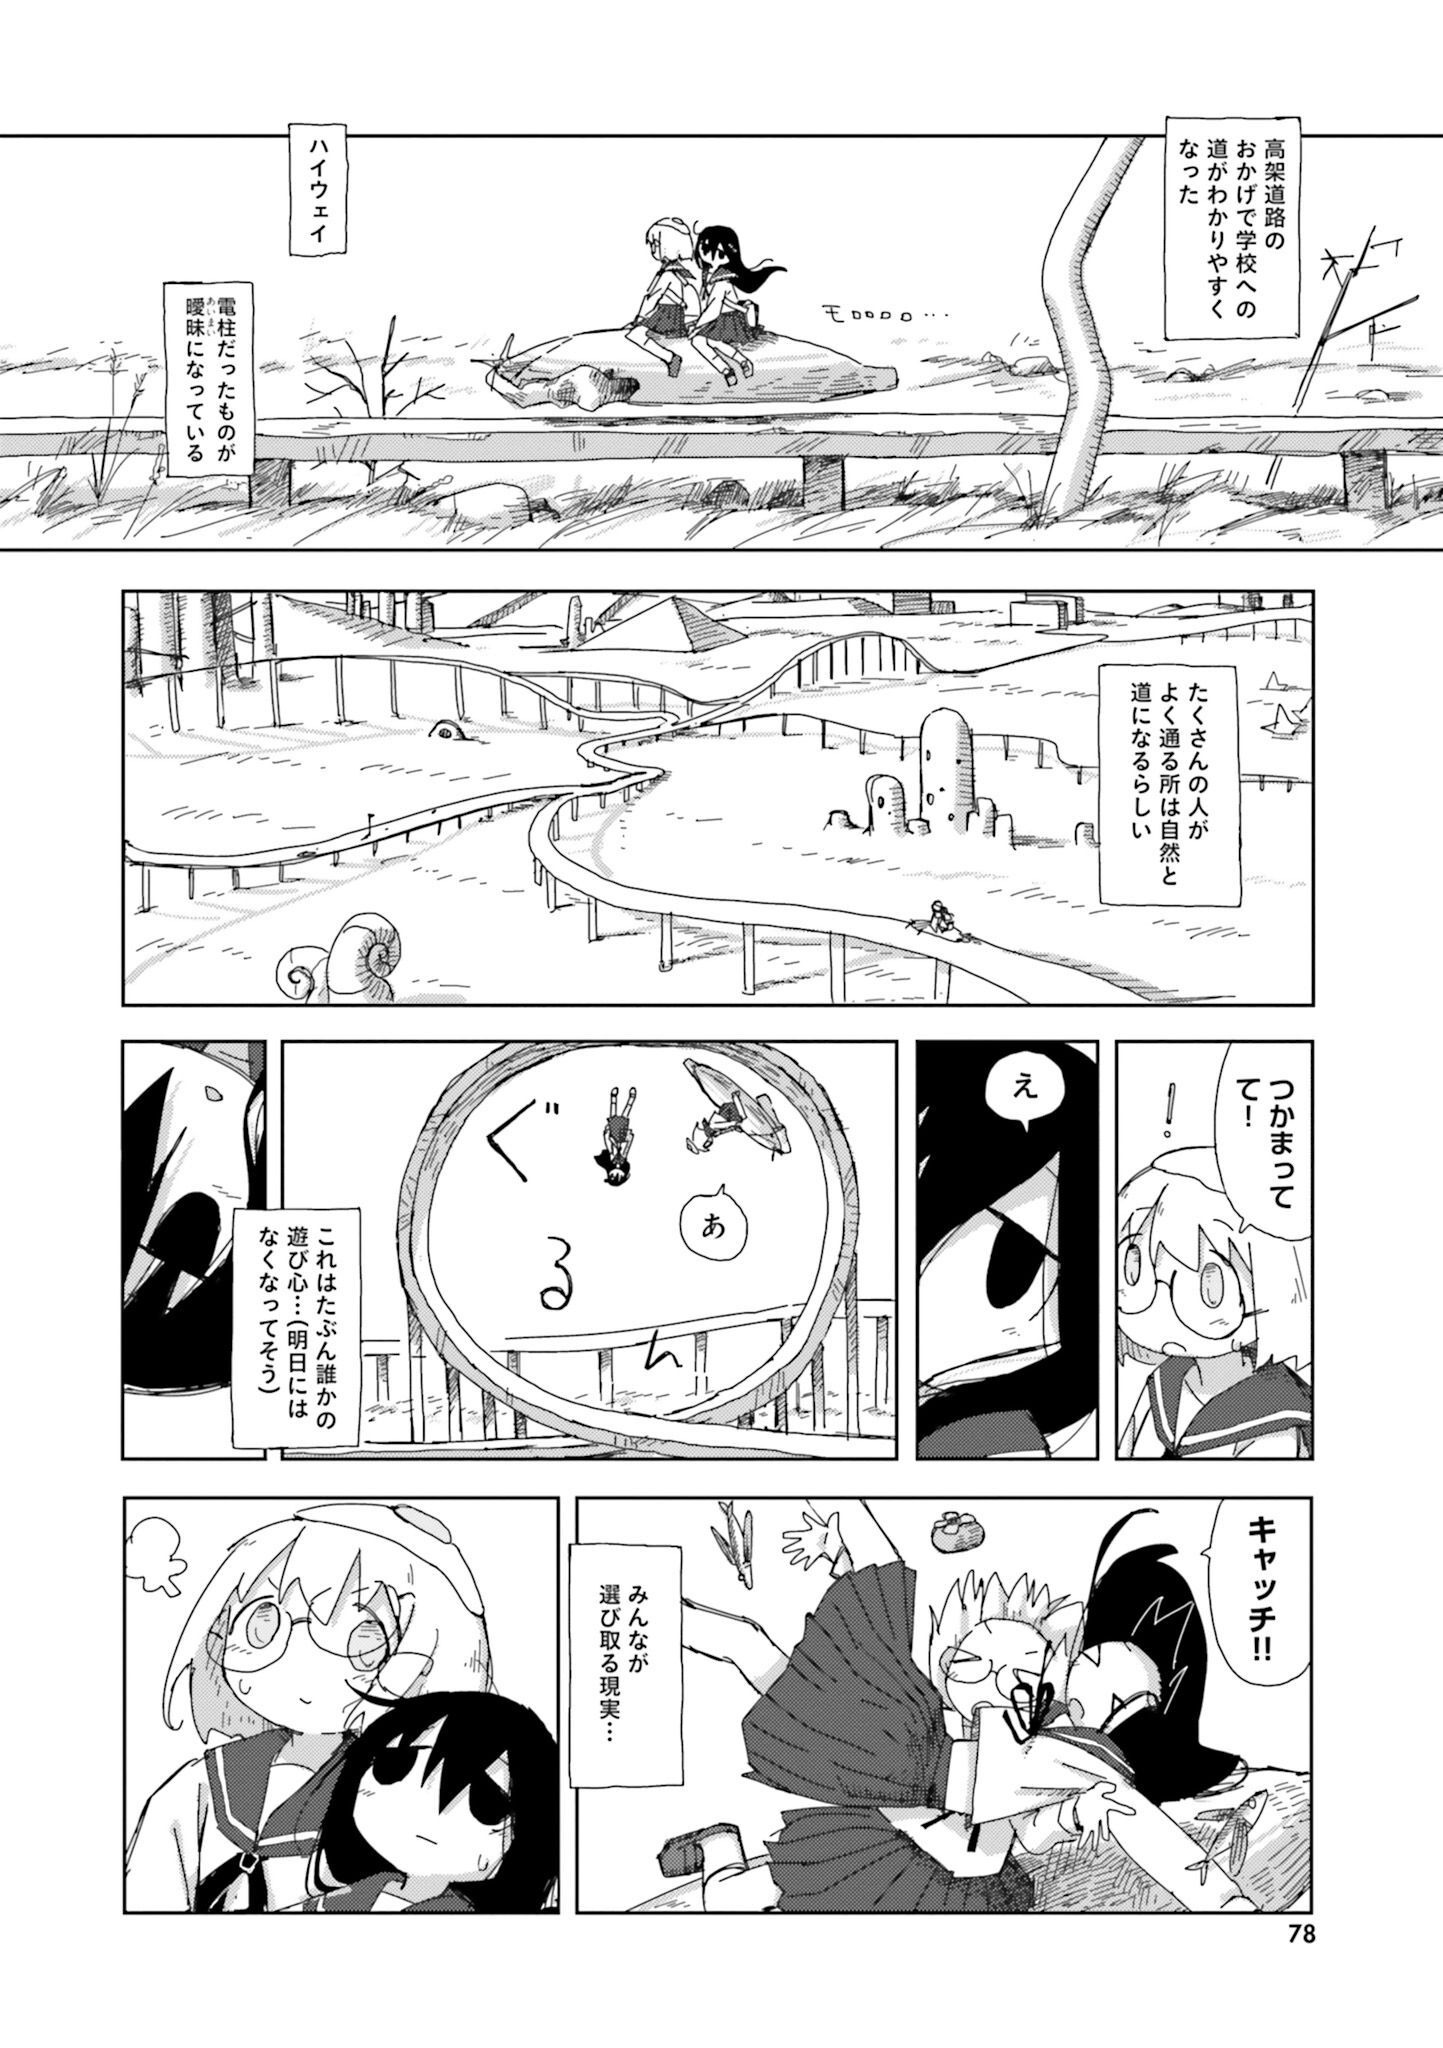 高架道路の
おかげで学校への
道がわかりやすく
なった
モロロロロ…
ハイウェイ
電柱だったものが
曖昧になっている
あいまい
たくさんの人が
よく通る所は自然と
道になるらしい
つかまって
て！
！
え
ぐ
る
ん
あ
これはたぶん誰かの
遊び心…(明日には
なくなってそう)
キャッチ!!
みんなが
選び取る現実…
78